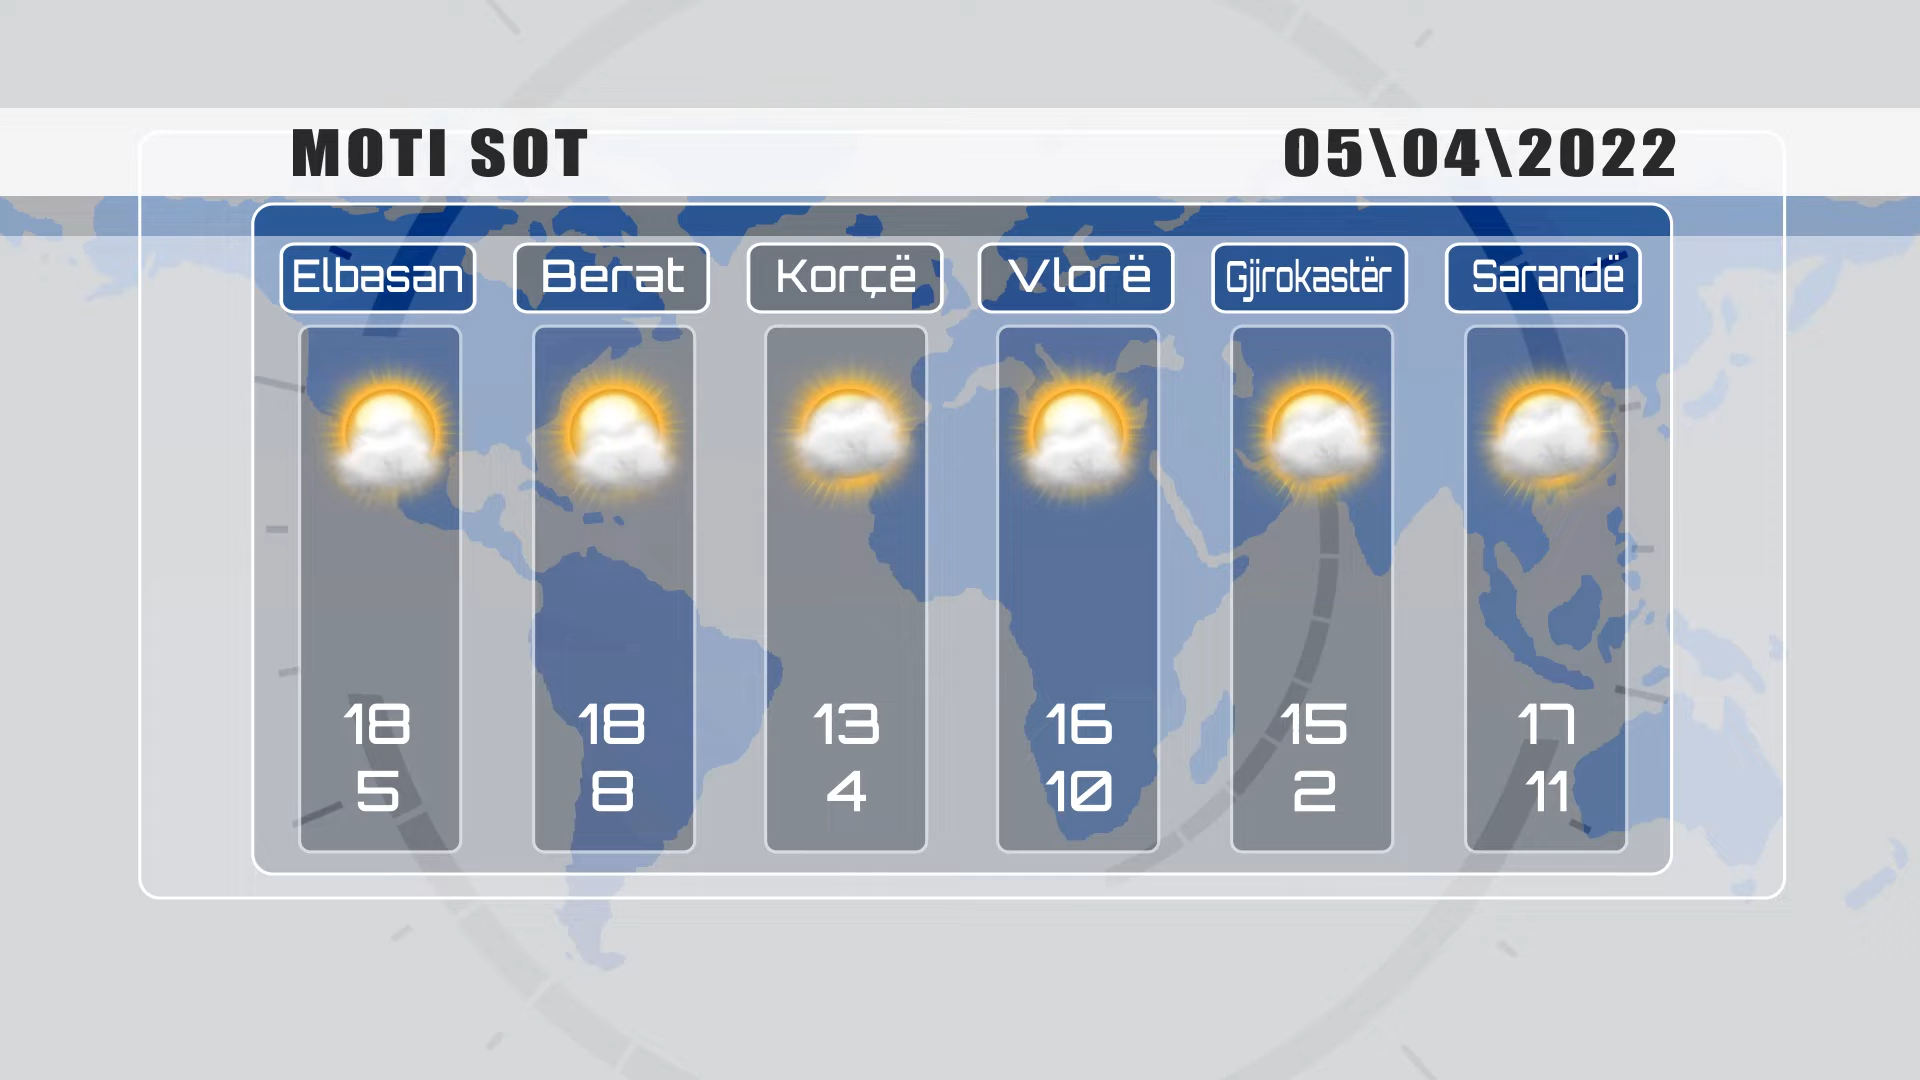 MOTI SOT
05\04\2022
Elbasan
Berat
Korçë
Vlorë
Gjirokastër
Sarandë
18
18
13
16
15
17
5
8
4
10
2
11